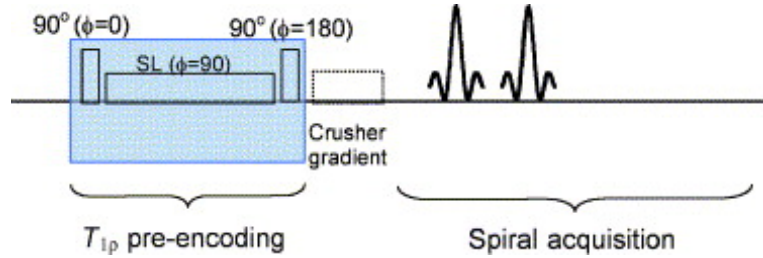 90° (ϕ=0)
90° (ϕ=180)
SL (ϕ=90)
Crusher
gradient
T1ρ pre-encoding
Spiral acquisition